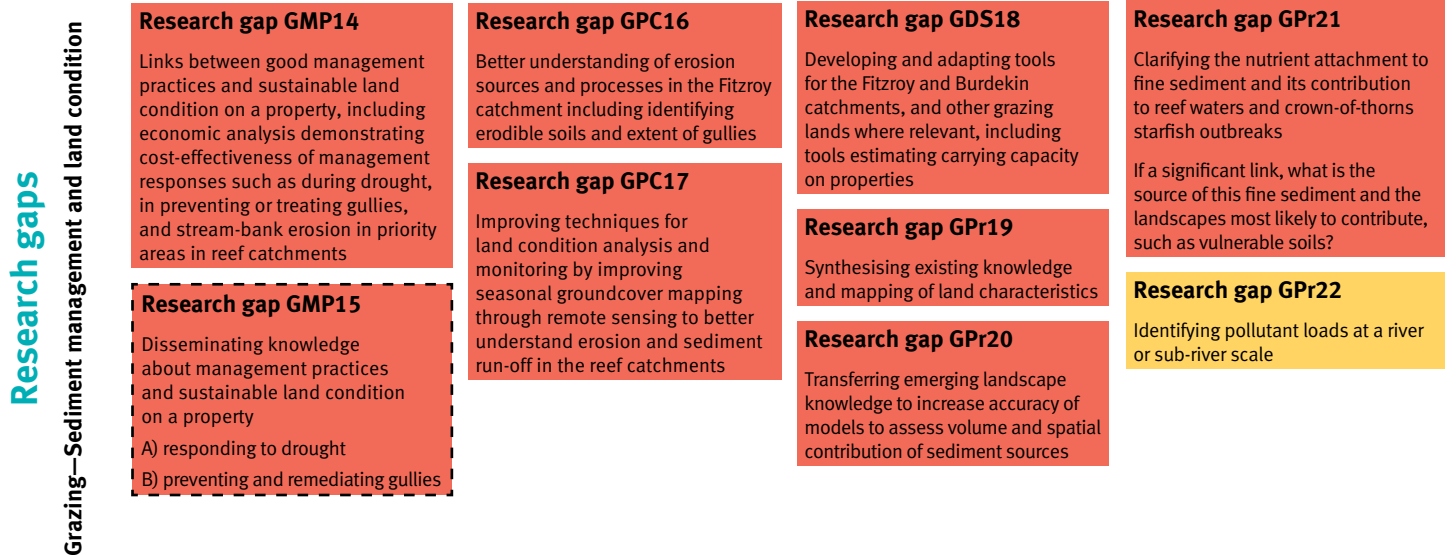 Research gaps
Grazing—Sediment management and land condition
Research gap GMP14
Links between good management
practices and sustainable land
condition on a property, including
economic analysis demonstrating
cost-effectiveness of management
responses such as during drought,
in preventing or treating gullies,
and stream-bank erosion in priority
areas in reef catchments
Research gap GMP15
Disseminating knowledge
about management practices
and sustainable land condition
on a property
A) responding to drought
B) preventing and remediating gullies
Research gap GPC16
Better understanding of erosion
sources and processes in the Fitzroy
catchment including identifying
erodible soils and extent of gullies
Research gap GPC17
Improving techniques for
land condition analysis and
monitoring by improving
seasonal groundcover mapping
through remote sensing to better
understand erosion and sediment
run-off in the reef catchments
Research gap GDS18
Developing and adapting tools
for the Fitzroy and Burdekin
catchments, and other grazing
lands where relevant, including
tools estimating carrying capacity
on properties
Research gap GPr19
Synthesising existing knowledge
and mapping of land characteristics
Research gap GPr20
Transferring emerging landscape
knowledge to increase accuracy of
models to assess volume and spatial
contribution of sediment sources
Research gap GPr21
Clarifying the nutrient attachment to
fine sediment and its contribution
to reef waters and crown-of-thorns
starfish outbreaks
If a significant link, what is the
source of this fine sediment and the
landscapes most likely to contribute,
such as vulnerable soils?
Research gap GPr22
Identifying pollutant loads at a river
or sub-river scale